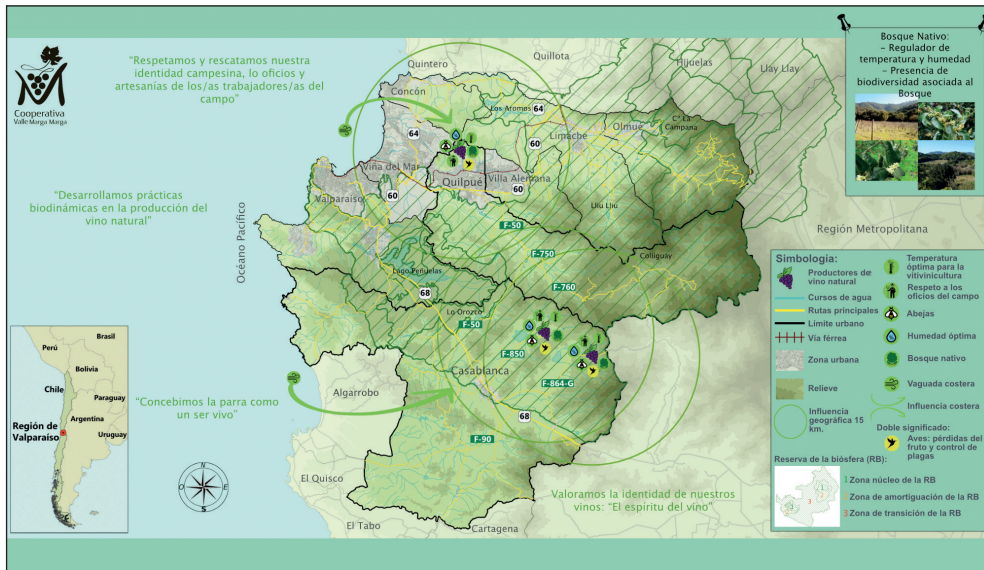 Cooperativa
Valle Marga Marga
"Respetamos y rescatamos nuestra
identidad campesina, lo oficios y
artesanías de los/as trabajadores/as del
campo"
"Desarrollamos prácticas
biodinámicas en la producción del
vino natural"
"Concebimos la parra como
un ser vivo"
Valoramos la identidad de nuestros
vinos: "El espíritu del vino"
Océano Pacífico
Quintero
Quillota
Hijuelas
Llay Llay
Concón
Los Aromos
64
64
Limache
Olmué
C° La
Campana
60
Viña del Mar
Quilpué
Villa Alemana
60
60
Valparaíso
Lliu Lliu
F-50
Región Metropolitana
F-750
Colliguay
Lago Peñuelas
F-760
68
Lo Orozco
F-50
F-850
Casablanca
F-864-G
Algarrobo
68
F-90
El Quisco
El Tabo
Cartagena
Bosque Nativo:
- Regulador de
temperatura y humedad
- Presencia de
biodiversidad asociada al
Bosque
Simbología:
Productores de
vino natural
Cursos de agua
Rutas principales
Límite urbano
Vía férrea
Zona urbana
Relieve
Influencia
geográfica 15
km.
Temperatura
óptima para la
vitivinicultura
Respeto a los
oficios del campo
Abejas
Humedad óptima
Bosque nativo
Vaguada costera
Influencia costera
Doble significado:
Aves: pérdidas del
fruto y control de
plagas
Reserva de la biósfera (RB):
1 Zona núcleo de la RB
2 Zona de amortiguación de la RB
3 Zona de transición de la RB
Brasil
Perú
Bolivia
Chile
Paraguay
Argentina
Región de
Valparaíso
Uruguay
N
E
S
O